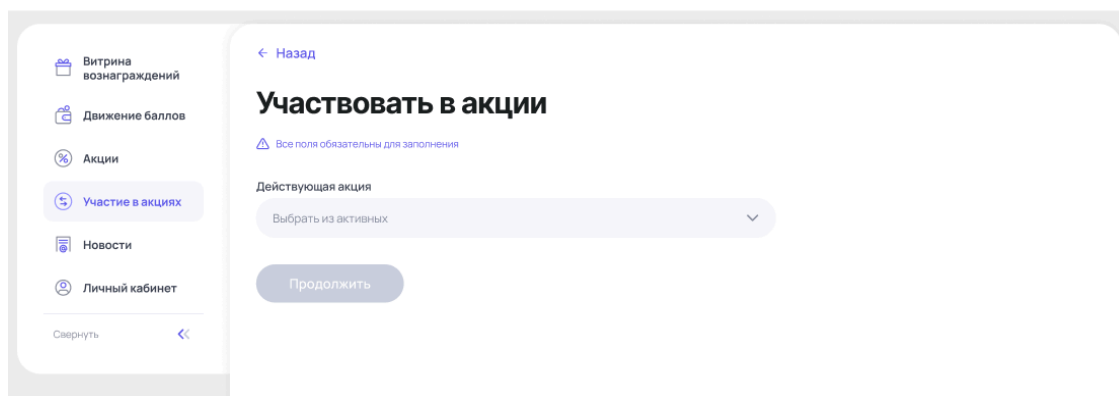 Витрина
вознаграждений
Движение баллов
Акции
Участие в акциях
Новости
Личный кабинет
Свернуть
Назад
Участвовать в акции
Все поля обязательны для заполнения
Действующая акция
Выбрать из активных
Продолжить